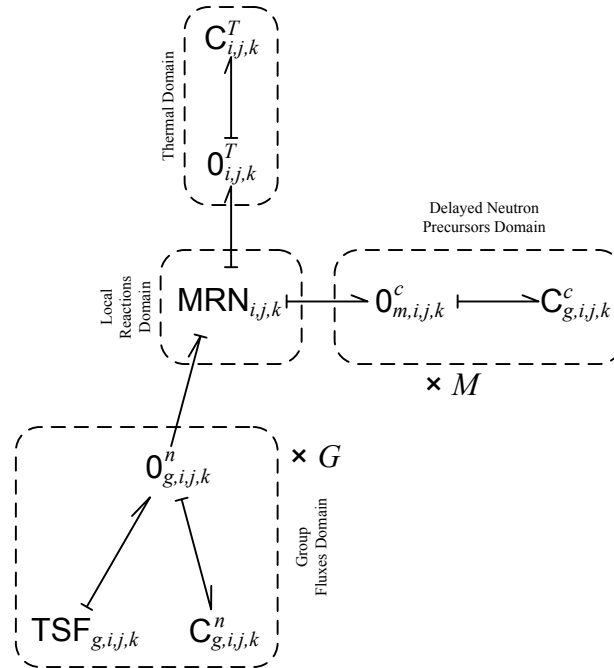 C^T_{i,j,k}
Thermal Domain
0^T_{i,j,k}
Delayed Neutron
Precursors Domain
Local
Reactions
Domain
MRN_{i,j,k}
0^c_{m,i,j,k}
C^c_{g,i,j,k}
× M
0^n_{g,i,j,k}
× G
Group
Fluxes Domain
TSF_{g,i,j,k}
C^n_{g,i,j,k}